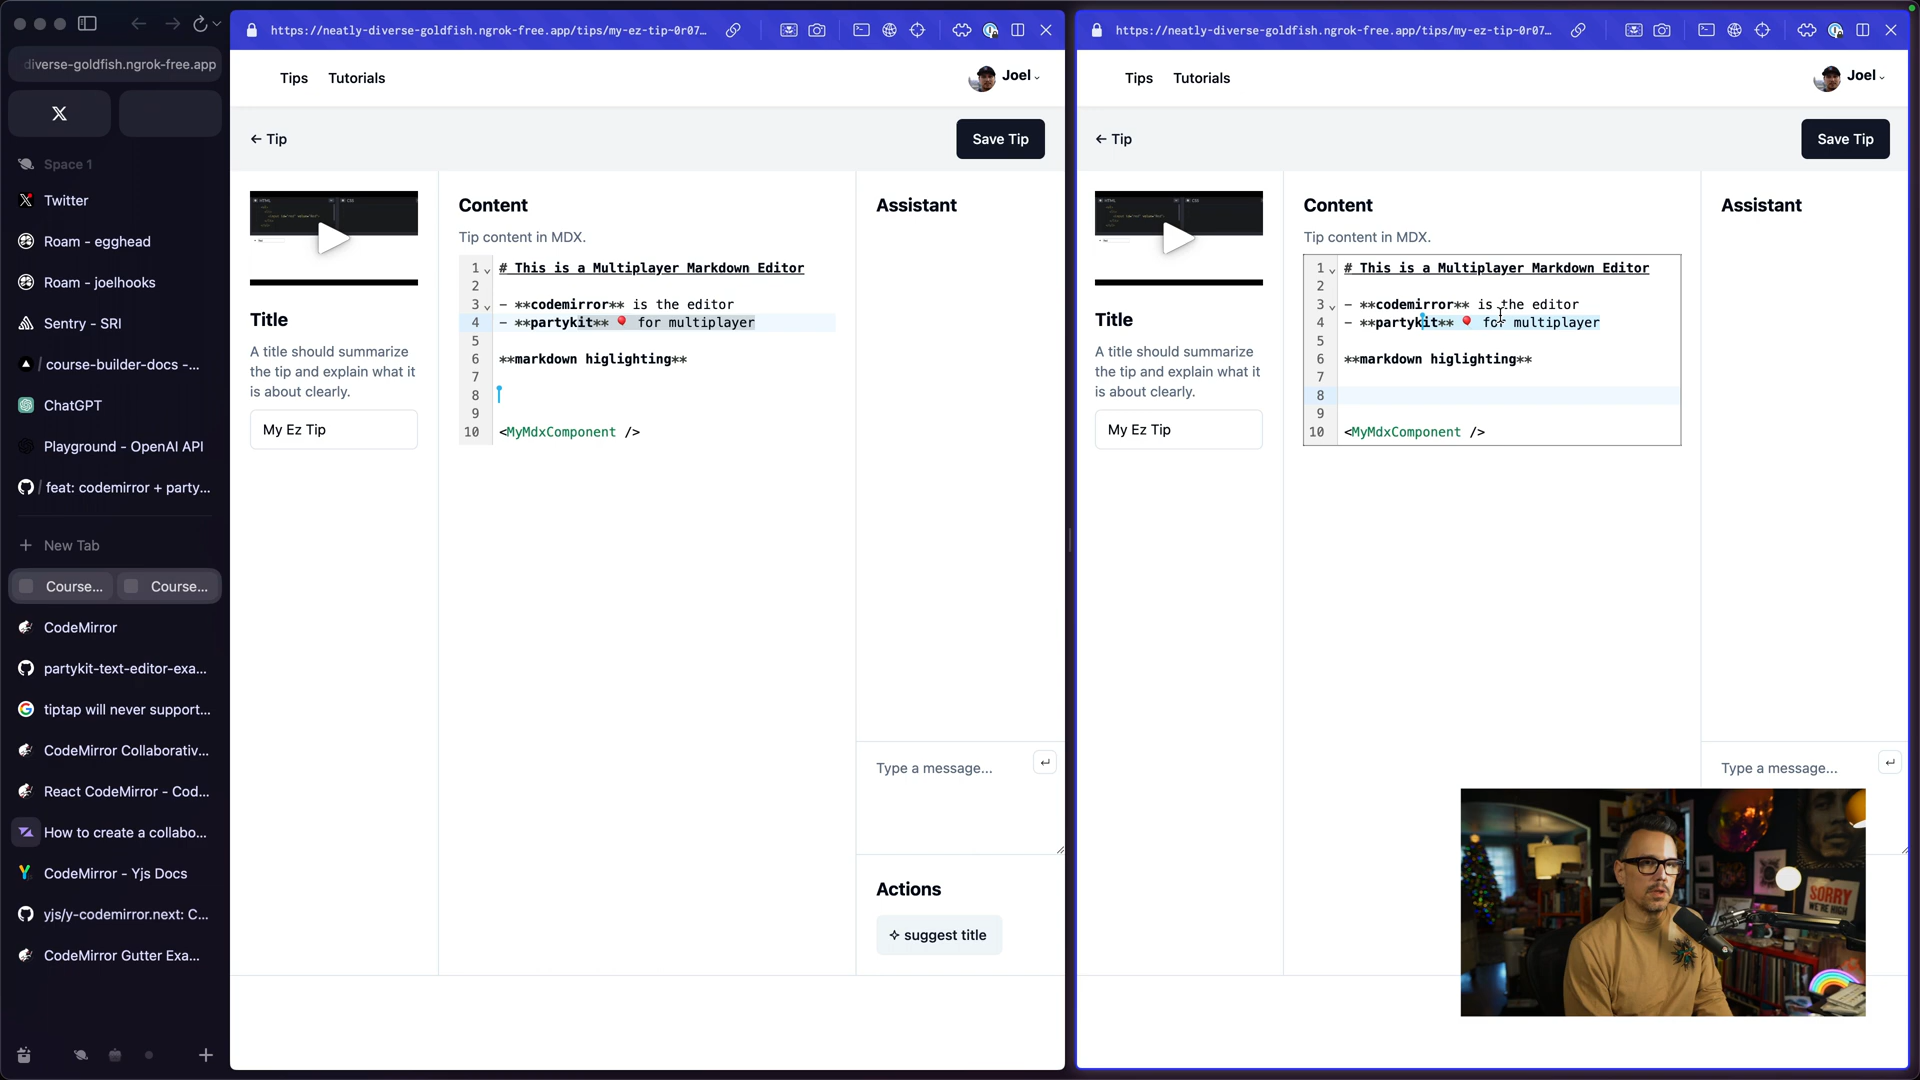 diverse-goldfish.ngrok-free.app
Space 1
Twitter
Roam - egghead
Roam - joelhooks
Sentry - SRI
/ course-builder-docs -...
ChatGPT
Playground - OpenAI API
/ feat: codemirror + party...
New Tab
Course...
Course...
CodeMirror
partykit-text-editor-exa...
tiptap will never support...
CodeMirror Collaborativ...
React CodeMirror - Cod...
How to create a collabo...
CodeMirror - Yjs Docs
yjs/y-codemirror.next: C...
CodeMirror Gutter Exa...
https://neatly-diverse-goldfish.ngrok-free.app/tips/my-ez-tip~0r07...
Tips
Tutorials
Joel
← Tip
Save Tip
Title
A title should summarize
the tip and explain what it
is about clearly.
My Ez Tip
Content
Tip content in MDX.
1 # This is a Multiplayer Markdown Editor
2
3 - **codemirror** is the editor
4 - **partykit** 🎈 for multiplayer
5
6 **markdown higlighting**
7
8
9
10 <MyMdxComponent />
Assistant
Type a message...
Actions
suggest title
https://neatly-diverse-goldfish.ngrok-free.app/tips/my-ez-tip~0r07...
Tips
Tutorials
Joel
← Tip
Save Tip
Title
A title should summarize
the tip and explain what it
is about clearly.
My Ez Tip
Content
Tip content in MDX.
1 # This is a Multiplayer Markdown Editor
2
3 - **codemirror** is the editor
4 - **partykit** 🎈 for multiplayer
5
6 **markdown higlighting**
7
8
9
10 <MyMdxComponent />
Assistant
Type a message...
SORRY
WE'RE HIGH